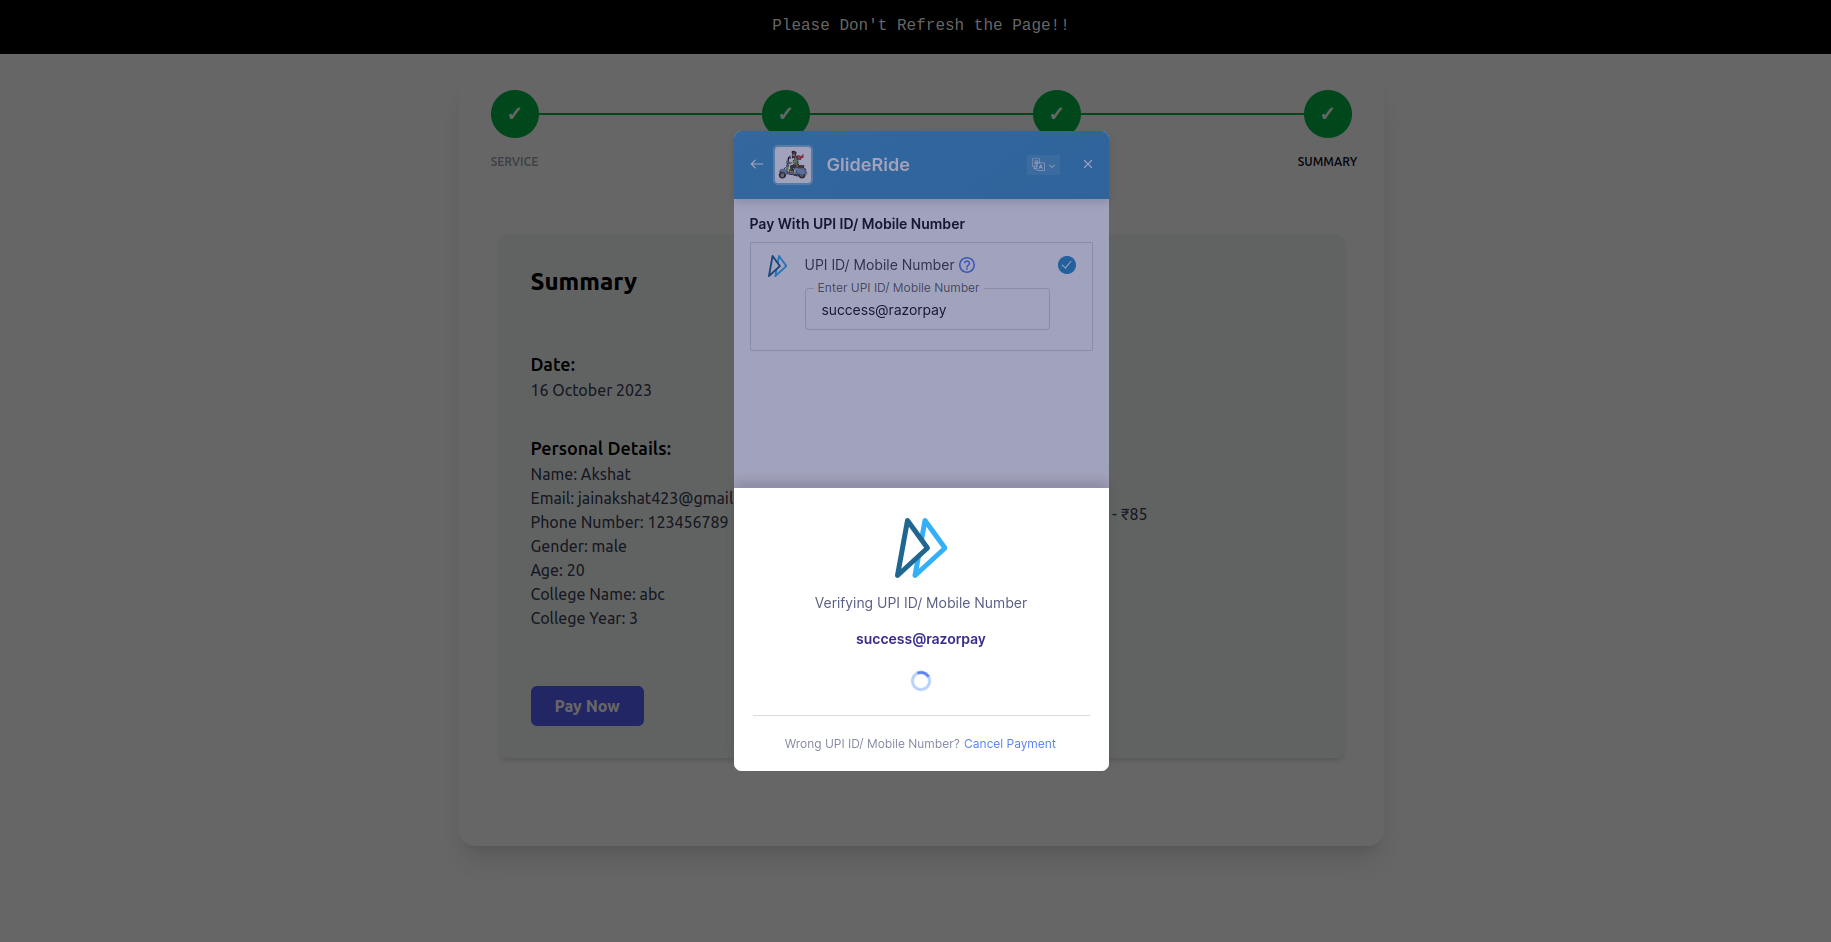 Please Don't Refresh the Page!!
SERVICE
SUMMARY
GlideRide
Pay With UPI ID/ Mobile Number
UPI ID/ Mobile Number
Enter UPI ID/ Mobile Number
success@razorpay
Summary
Date:
16 October 2023
Personal Details:
Name: Akshat
Email: jainakshat423@gmail
Phone Number: 123456789
- ₹85
Gender: male
Age: 20
College Name: abc
College Year: 3
Pay Now
Verifying UPI ID/ Mobile Number
success@razorpay
Wrong UPI ID/ Mobile Number? Cancel Payment